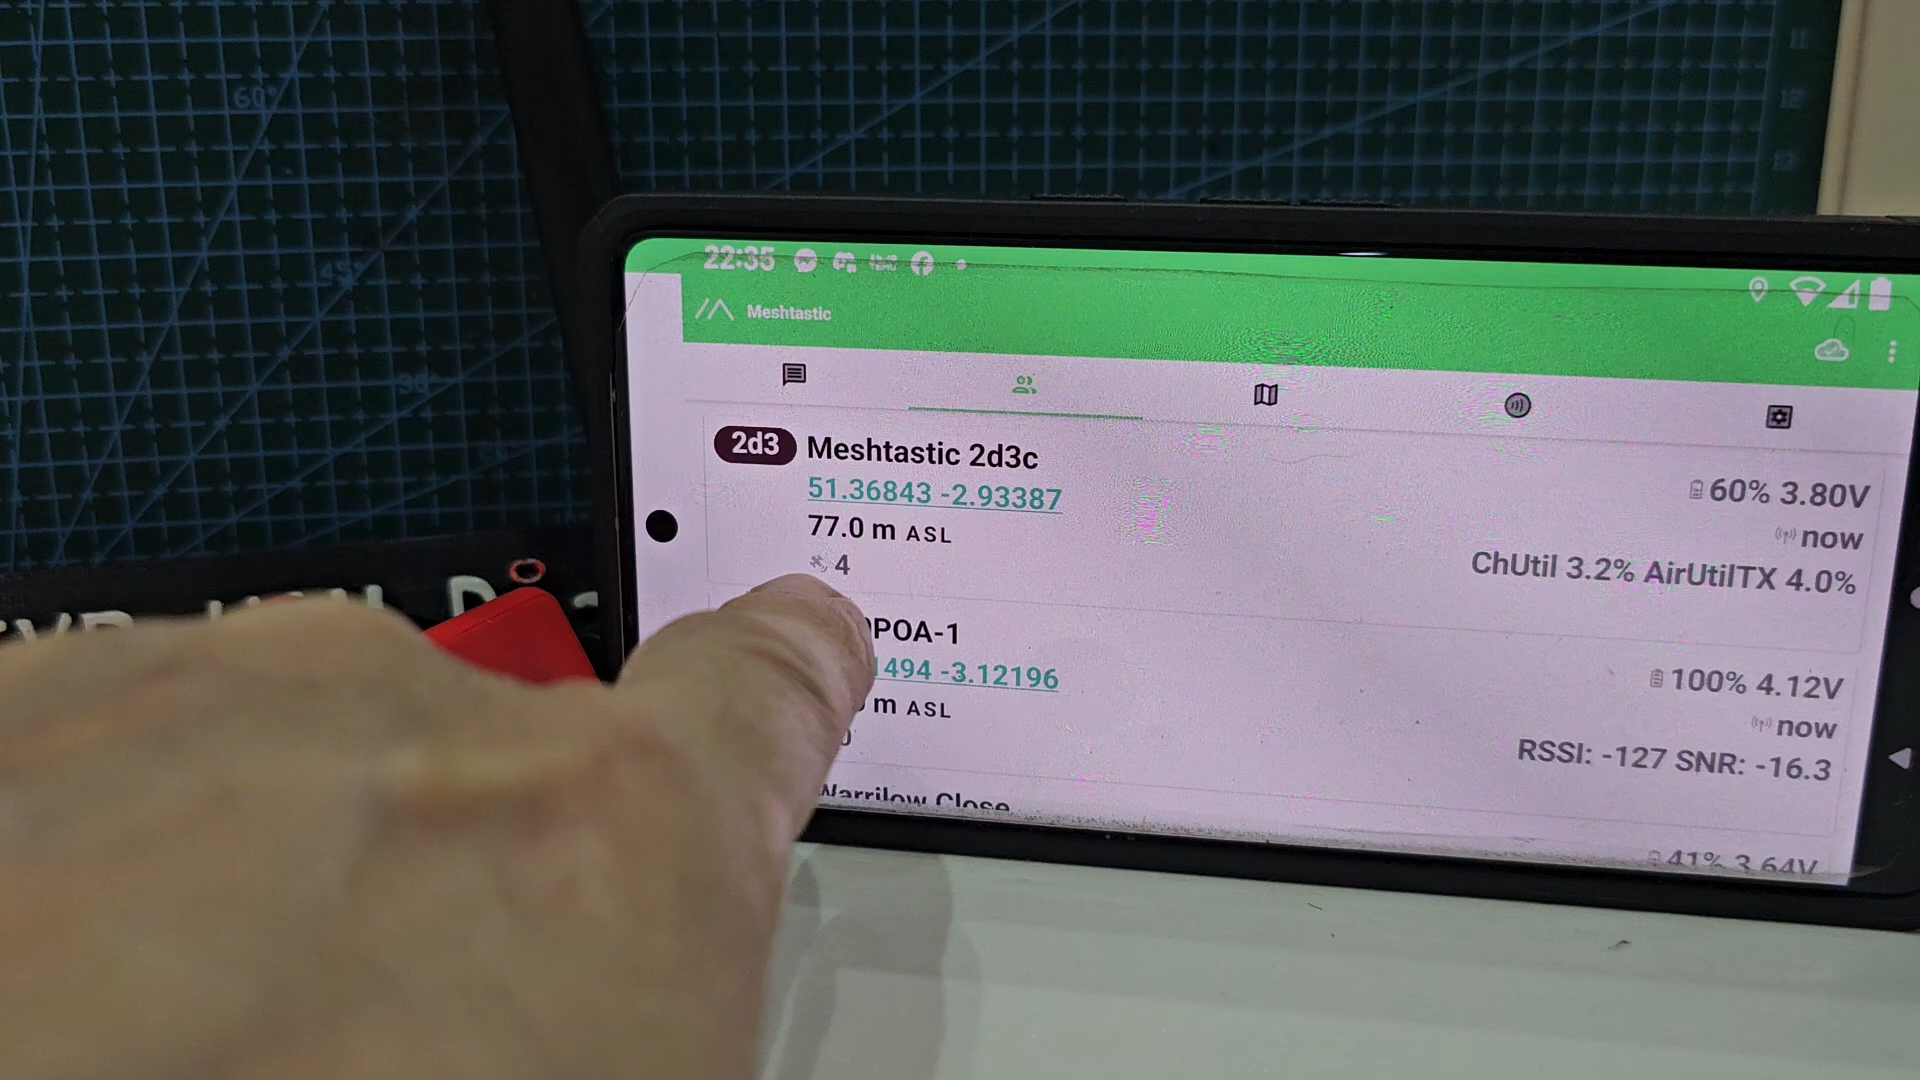 60°
45°
22:35
Meshtastic
2d3 Meshtastic 2d3c
51.36843 -2.93387
77.0 m ASL
4
60% 3.80V
now
ChUtil 3.2% AirUtilTX 4.0%
POA-1
1494 -3.12196
m ASL
100% 4.12V
now
RSSI: -127 SNR: -16.3
Warrilow Close
41% 3.64V